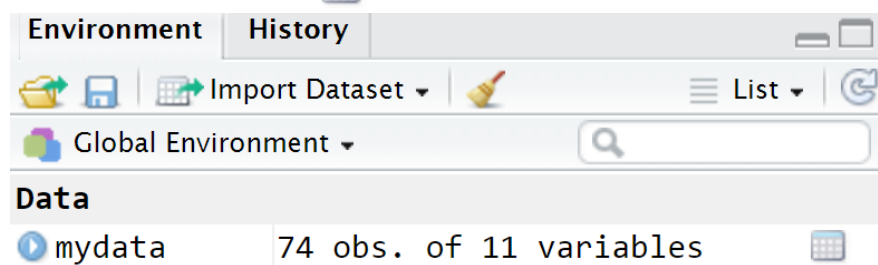 Environment History
Import Dataset List
Global Environment
Data
mydata 74 obs. of 11 variables